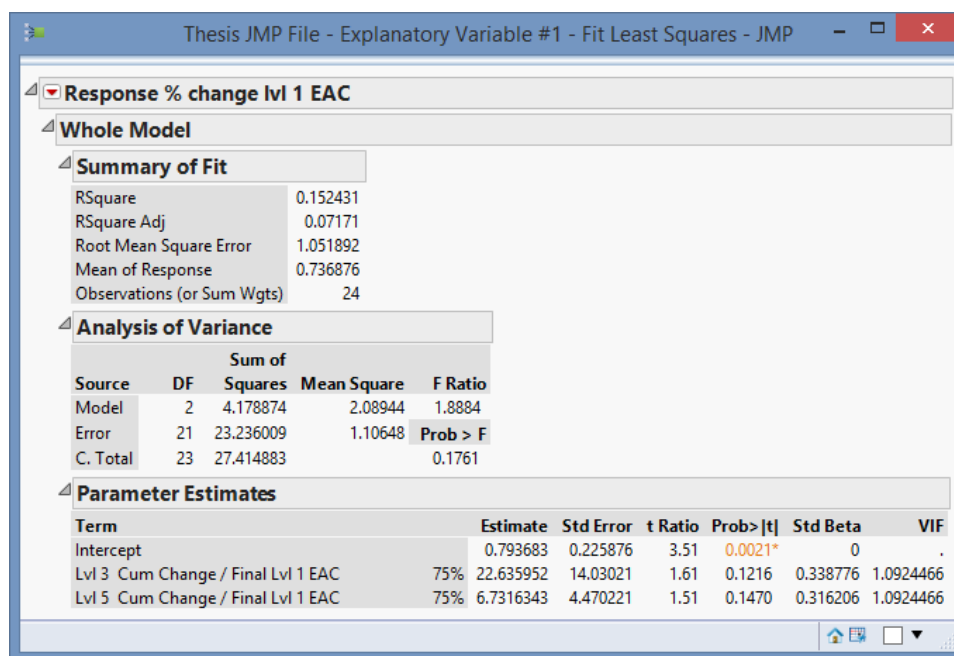 Thesis JMP File - Explanatory Variable #1 - Fit Least Squares - JMP
Response % change lvl 1 EAC
Whole Model
Summary of Fit
RSquare 0.152431
RSquare Adj 0.07171
Root Mean Square Error 1.051892
Mean of Response 0.736876
Observations (or Sum Wgts) 24
Analysis of Variance
Sum of
Source DF Squares Mean Square F Ratio
Model 2 4.178874 2.08944 1.8884
Error 21 23.236009 1.10648 Prob > F
C. Total 23 27.414883 0.1761
Parameter Estimates
Term Estimate Std Error t Ratio Prob>|t| Std Beta VIF
Intercept 0.793683 0.225876 3.51 0.0021* 0 .
Lvl 3 Cum Change / Final Lvl 1 EAC 75% 22.635952 14.03021 1.61 0.1216 0.338776 1.0924466
Lvl 5 Cum Change / Final Lvl 1 EAC 75% 6.7316343 4.470221 1.51 0.1470 0.316206 1.0924466